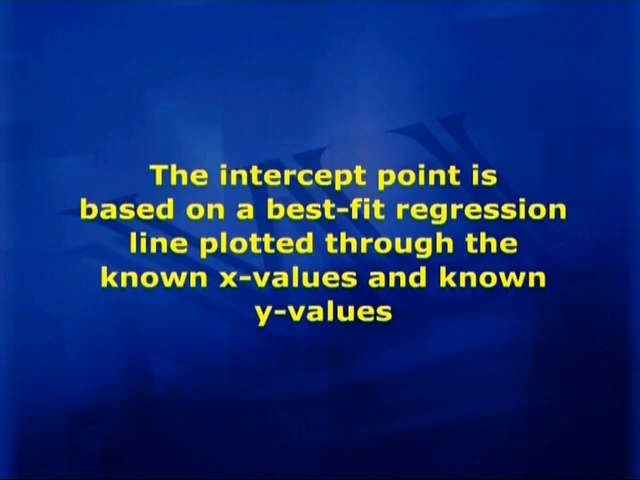 The intercept point is
based on a best-fit regression
line plotted through the
known x-values and known
y-values